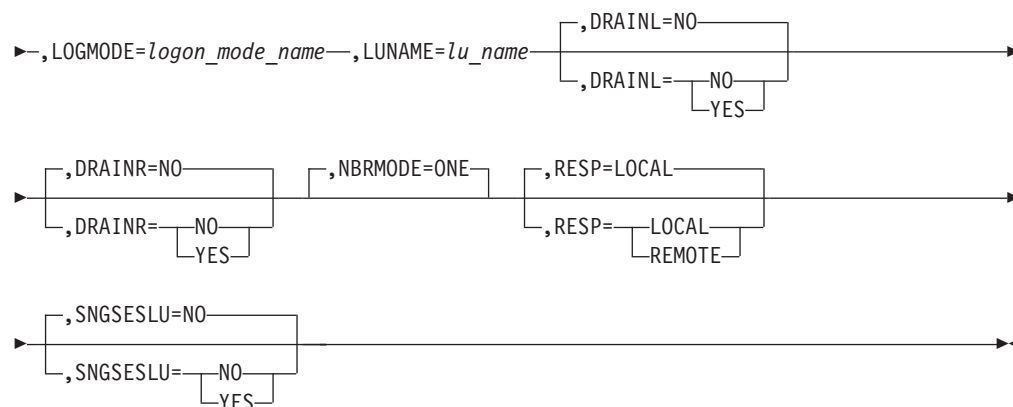 ,DRAINL=NO
,LOGMODE=logon_mode_name ,LUNAME=lu_name
,DRAINL= NO
YES
,DRAINR=NO ,NBRMODE=ONE ,RESP=LOCAL
,DRAINR= NO ,RESP= LOCAL
YES REMOTE
,SNGSESLU=NO
,SNGSESLU= NO
YES